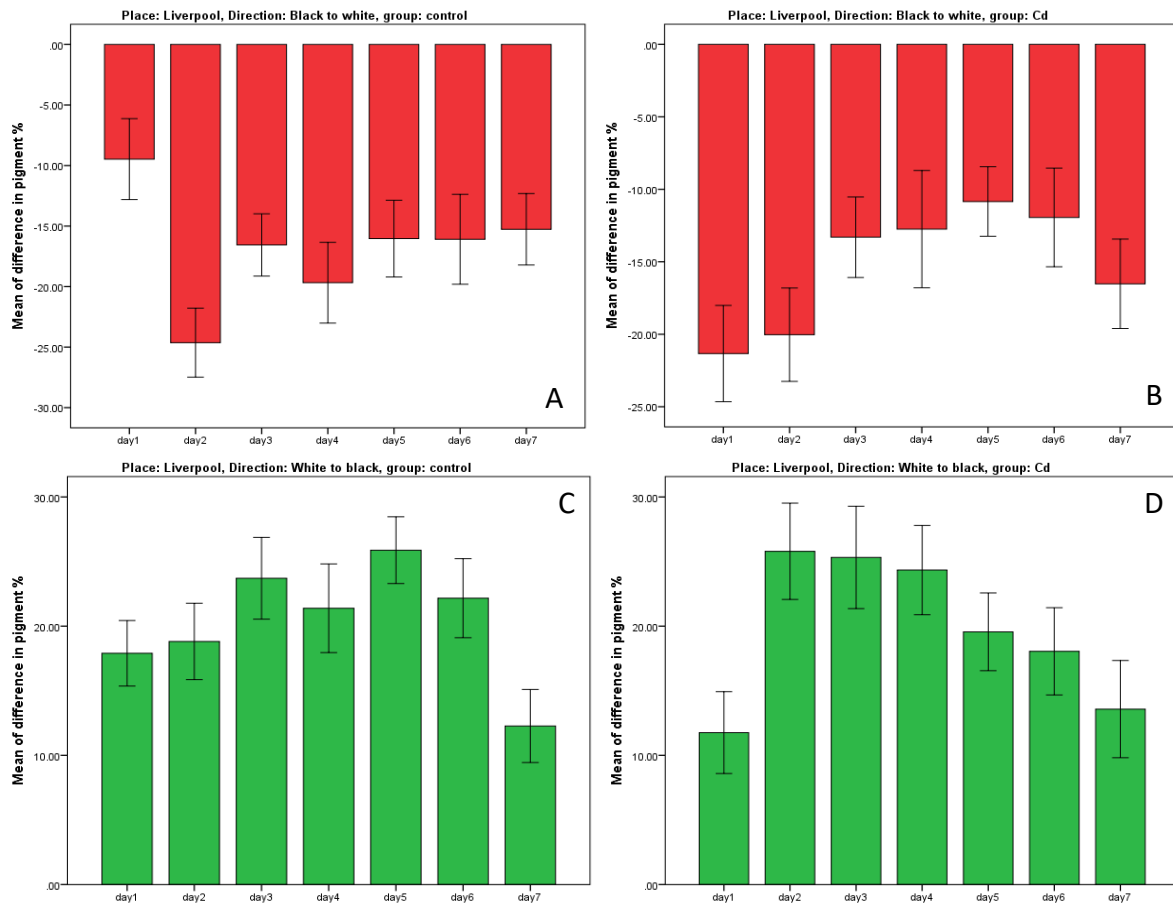 Place: Liverpool, Direction: Black to white, group: control
Mean of difference in pigment %
.00
-5.00
-10.00
-15.00
-20.00
-25.00
-30.00
A
day1 day2 day3 day4 day5 day6 day7
Place: Liverpool, Direction: Black to white, group: Cd
Mean of difference in pigment %
.00
-5.00
-10.00
-15.00
-20.00
-25.00
B
day1 day2 day3 day4 day5 day6 day7
Place: Liverpool, Direction: White to black, group: control
Mean of difference in pigment %
30.00
20.00
10.00
.00
C
day1 day2 day3 day4 day5 day6 day7
Place: Liverpool, Direction: White to black, group: Cd
Mean of difference in pigment %
30.00
20.00
10.00
.00
D
day1 day2 day3 day4 day5 day6 day7